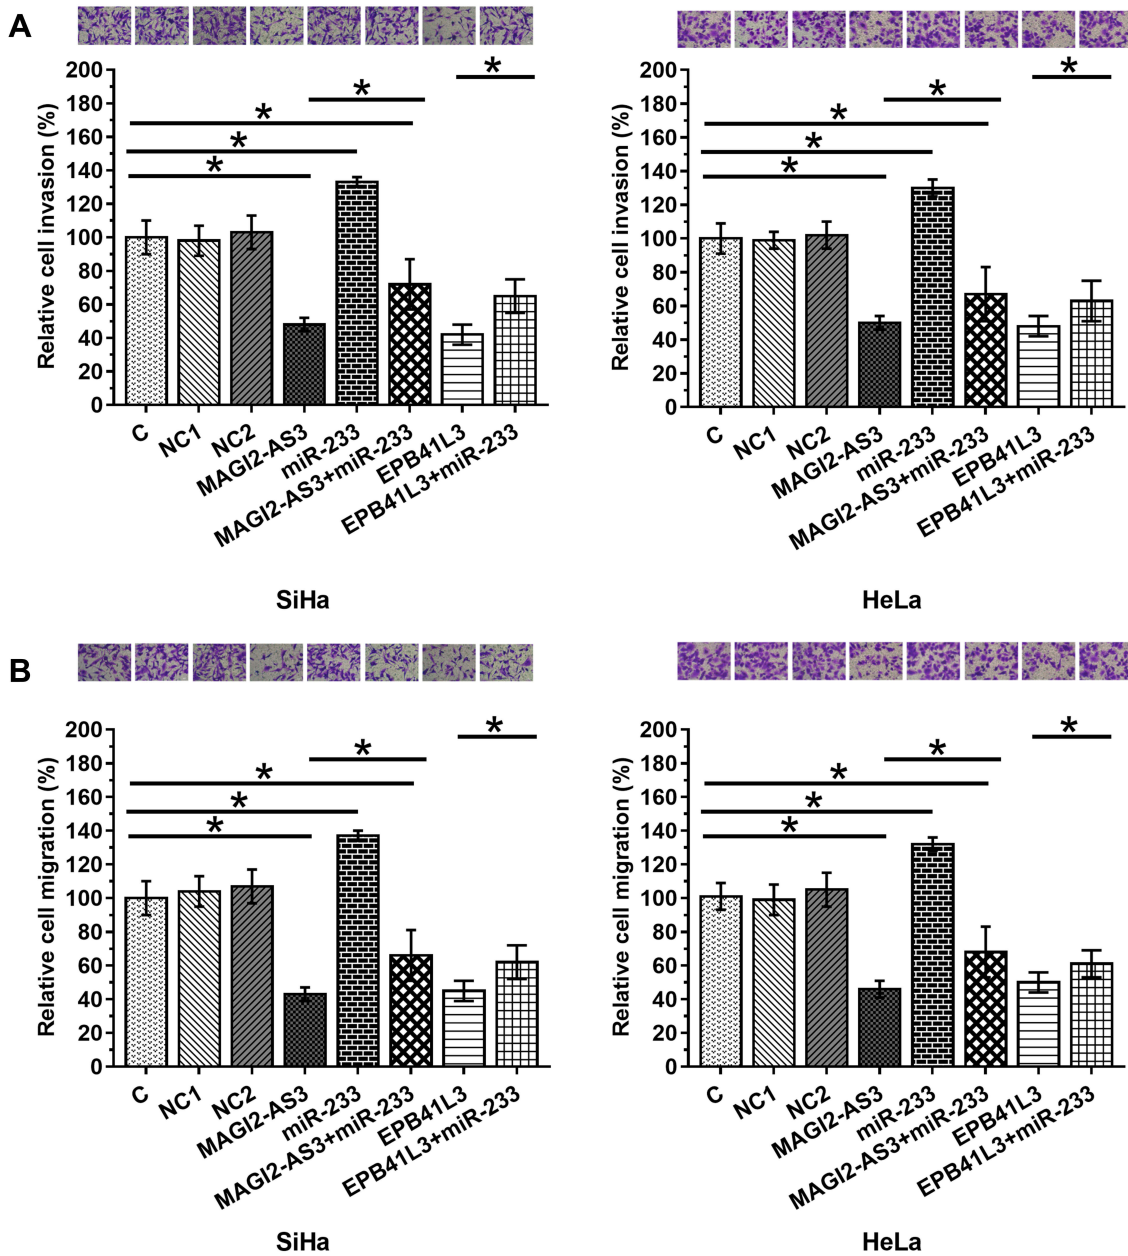 A
Relative cell invasion (%)
200
180
160
140
120
100
80
60
40
20
0
*
*
*
*
*
C
NC1
NC2
MAGI2-AS3
miR-233
MAGI2-AS3+miR-233
EPB41L3
EPB41L3+miR-233
SiHa
Relative cell invasion (%)
200
180
160
140
120
100
80
60
40
20
0
*
*
*
*
*
C
NC1
NC2
MAGI2-AS3
miR-233
MAGI2-AS3+miR-233
EPB41L3
EPB41L3+miR-233
HeLa
B
Relative cell migration (%)
200
180
160
140
120
100
80
60
40
20
0
*
*
*
*
*
C
NC1
NC2
MAGI2-AS3
miR-233
MAGI2-AS3+miR-233
EPB41L3
EPB41L3+miR-233
SiHa
Relative cell migration (%)
200
180
160
140
120
100
80
60
40
20
0
*
*
*
*
*
C
NC1
NC2
MAGI2-AS3
miR-233
MAGI2-AS3+miR-233
EPB41L3
EPB41L3+miR-233
HeLa